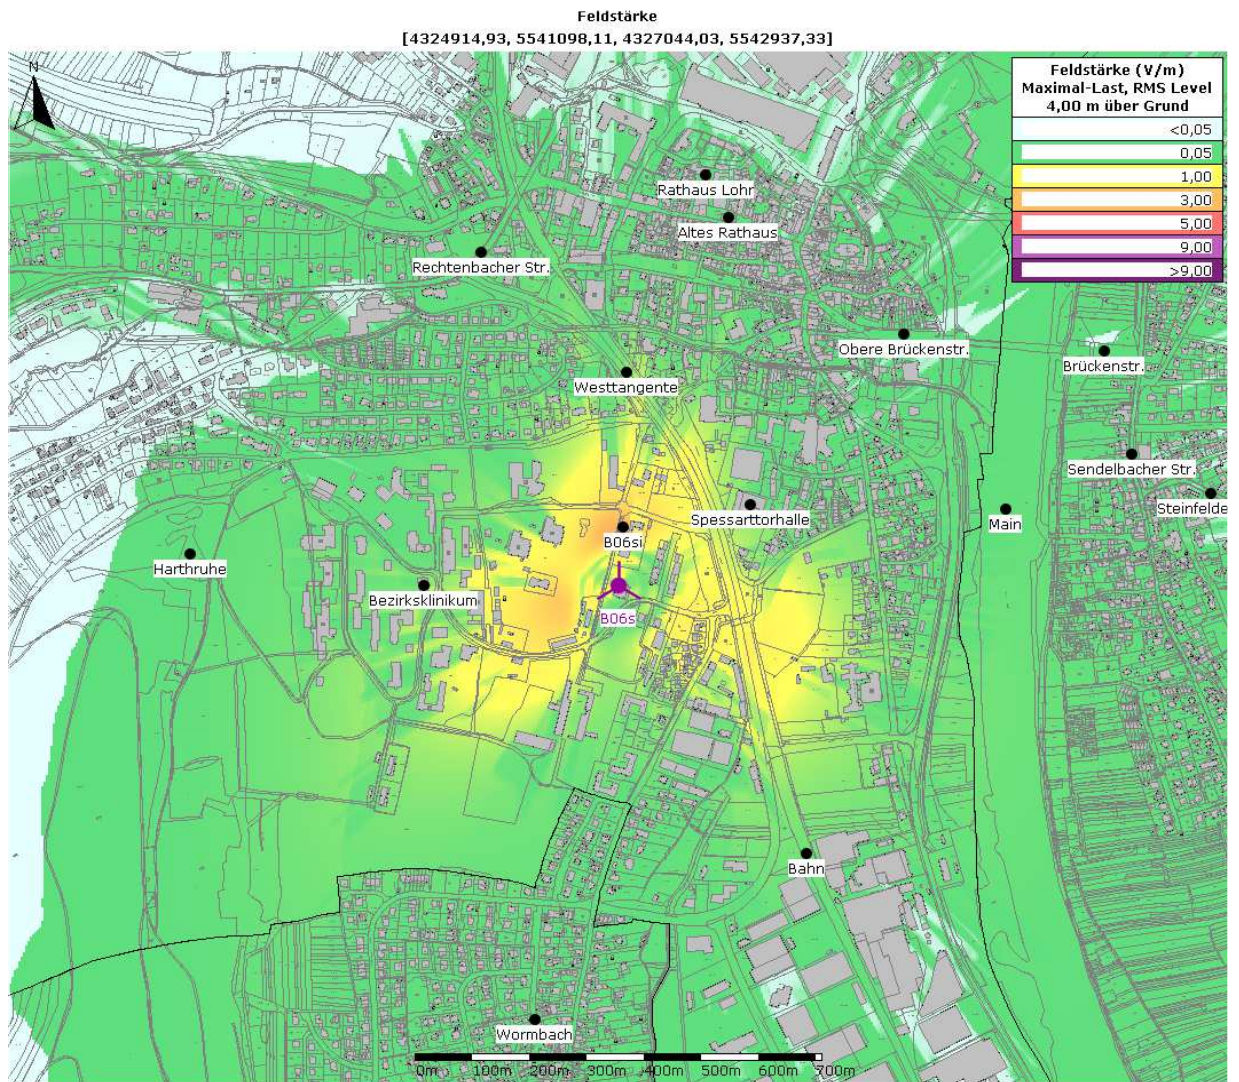 Feldstärke
[4324914,93, 5541098,11, 4327044,03, 5542937,33]
N
Feldstärke (V/m)
Maximal-Last, RMS Level
4,00 m über Grund
<0,05
0,05
1,00
3,00
5,00
9,00
>9,00
Rathaus Lohr
Altes Rathaus
Rechtenbacher Str.
Obere Brückenstr.
Brückenstr.
Westtangente
Sendelbacher Str.
Steinfelde
Spessarttorhalle
Main
B06si
Harthruhe
Bezirksklinikum
B06s
Bahn
Wormbach
0m 100m 200m 300m 400m 500m 600m 700m